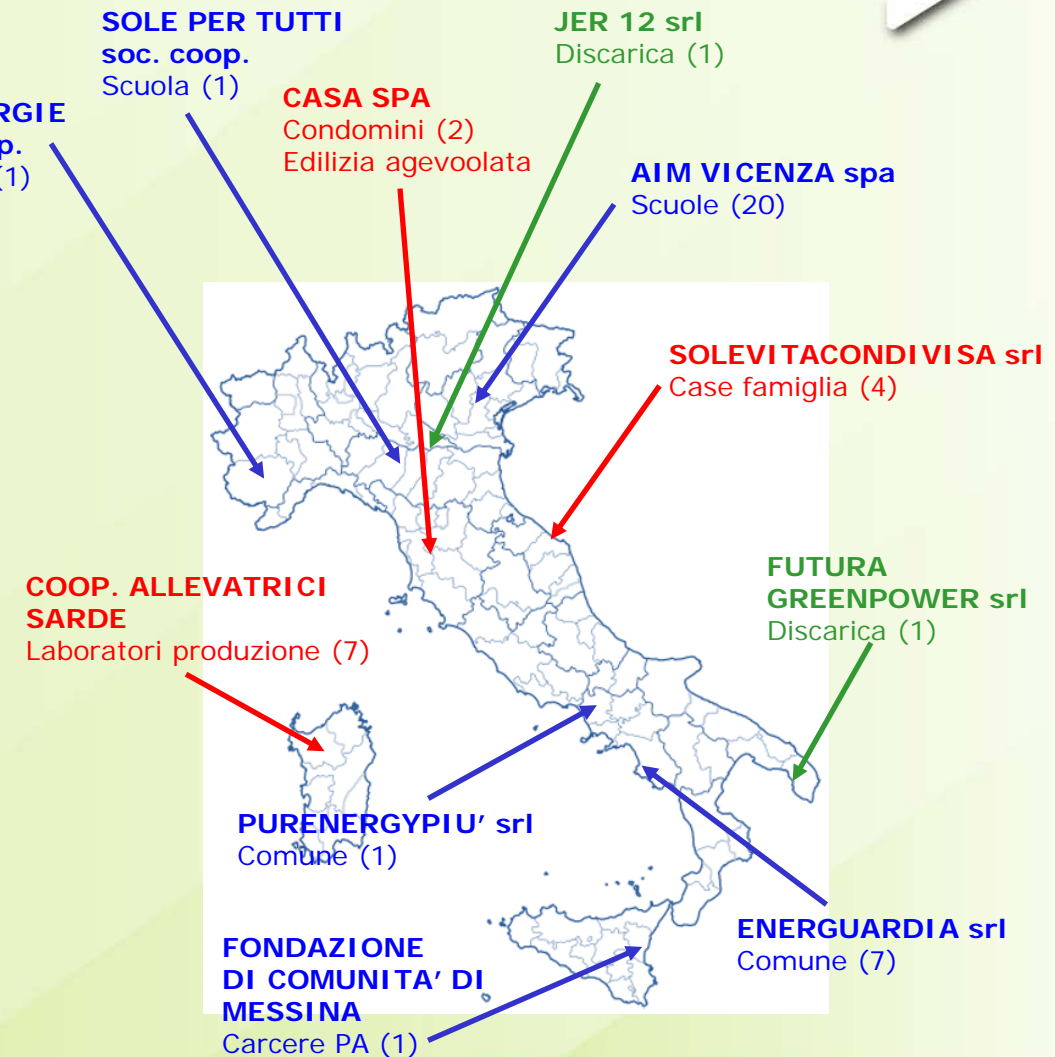 SOLE PER TUTTI
soc. coop.
Scuola (1)
JER 12 srl
Discarica (1)
CASA SPA
Condomini (2)
Edilizia agevoolata
(1)
AIM VICENZA spa
Scuole (20)
SOLEVITACONDIVISA srl
Case famiglia (4)
COOP. ALLEVATRICI
SARDE
Laboratori produzione (7)
FUTURA
GREENPOWER srl
Discarica (1)
PURENERGYPIU' srl
Comune (1)
ENERGUARDIA srl
Comune (7)
FONDAZIONE
DI COMUNITA' DI
MESSINA
Carcere PA (1)